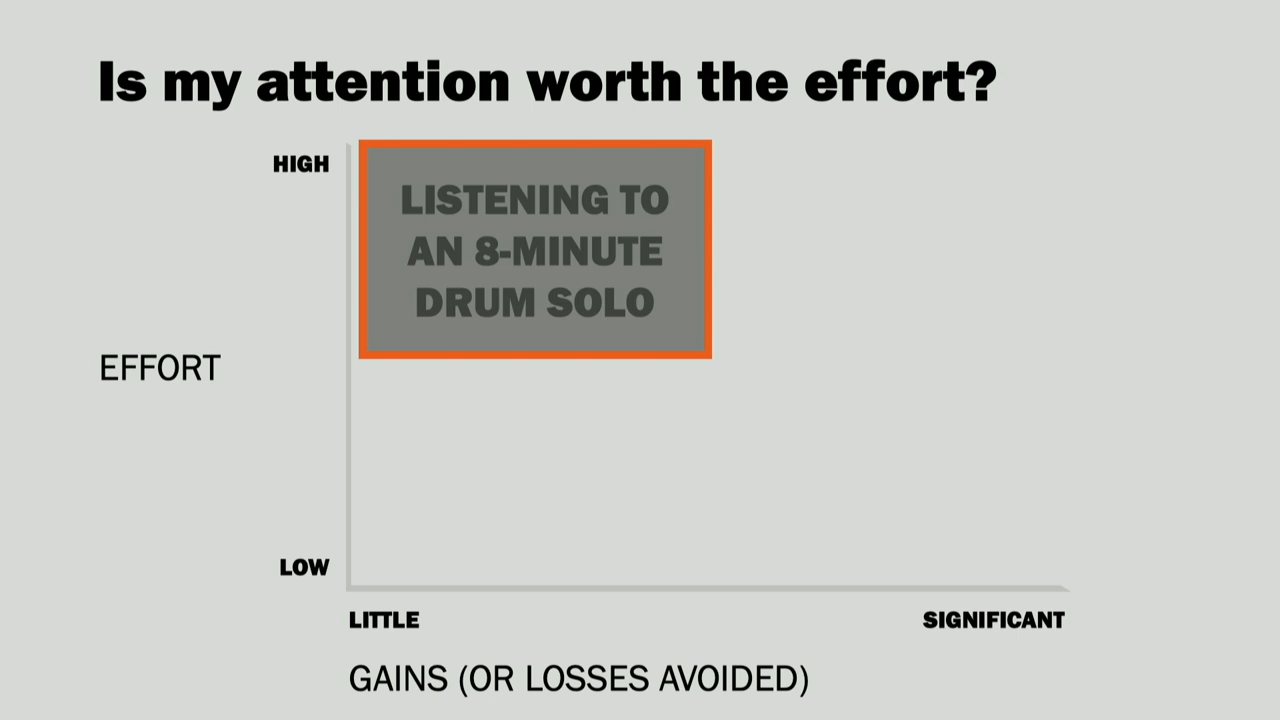 Is my attention worth the effort?
HIGH
LISTENING TO
AN 8-MINUTE
DRUM SOLO
EFFORT
LOW
LITTLE
SIGNIFICANT
GAINS (OR LOSSES AVOIDED)